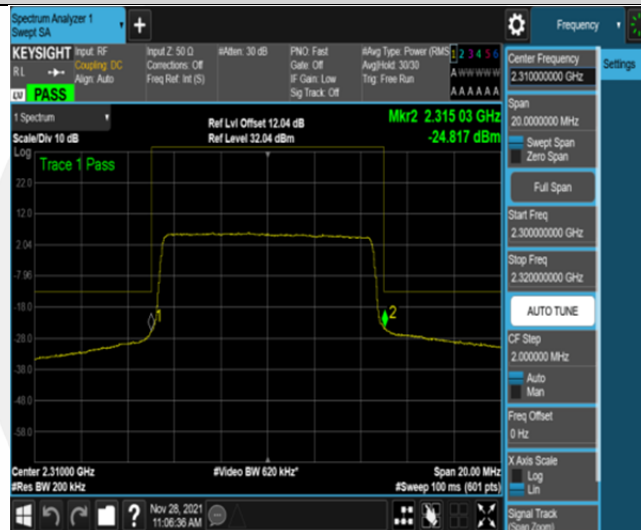 Spectrum Analyzer 1
Swept SA
Frequency
KEYSIGHT
RL
Input: RF
Coupling: DC
Align: Auto
Input Z: 50 Ω
Corrections: Off
Freq Ref: Int (S)
#Atten: 30 dB
PNO: Fast
Gate: Off
IF Gain: Low
Sig Track: Off
#Avg Type: Power (RMS
Avg|Hold: 30/30
Trig: Free Run
1 2 3 4 5 6
A W W W W W
A A A A A A
LXI PASS
1 Spectrum
Scale/Div 10 dB
Ref Lvl Offset 12.04 dB
Ref Level 32.04 dBm
Mkr2 2.315 03 GHz
-24.817 dBm
Log
Trace 1 Pass
22.0
12.0
2.04
-7.96
-18.0
-28.0
-38.0
-48.0
-58.0
1
2
Center 2.31000 GHz
#Res BW 200 kHz
#Video BW 620 kHz*
Span 20.00 MHz
#Sweep 100 ms (601 pts)
Center Frequency
2.310000000 GHz
Settings
Span
20.0000000 MHz
Swept Span
Zero Span
Full Span
Start Freq
2.300000000 GHz
Stop Freq
2.320000000 GHz
AUTO TUNE
CF Step
2.000000 MHz
Auto
Man
Freq Offset
0 Hz
X Axis Scale
Log
Lin
Signal Track
(Span Zoom)
Nov 28, 2021
11:06:36 AM